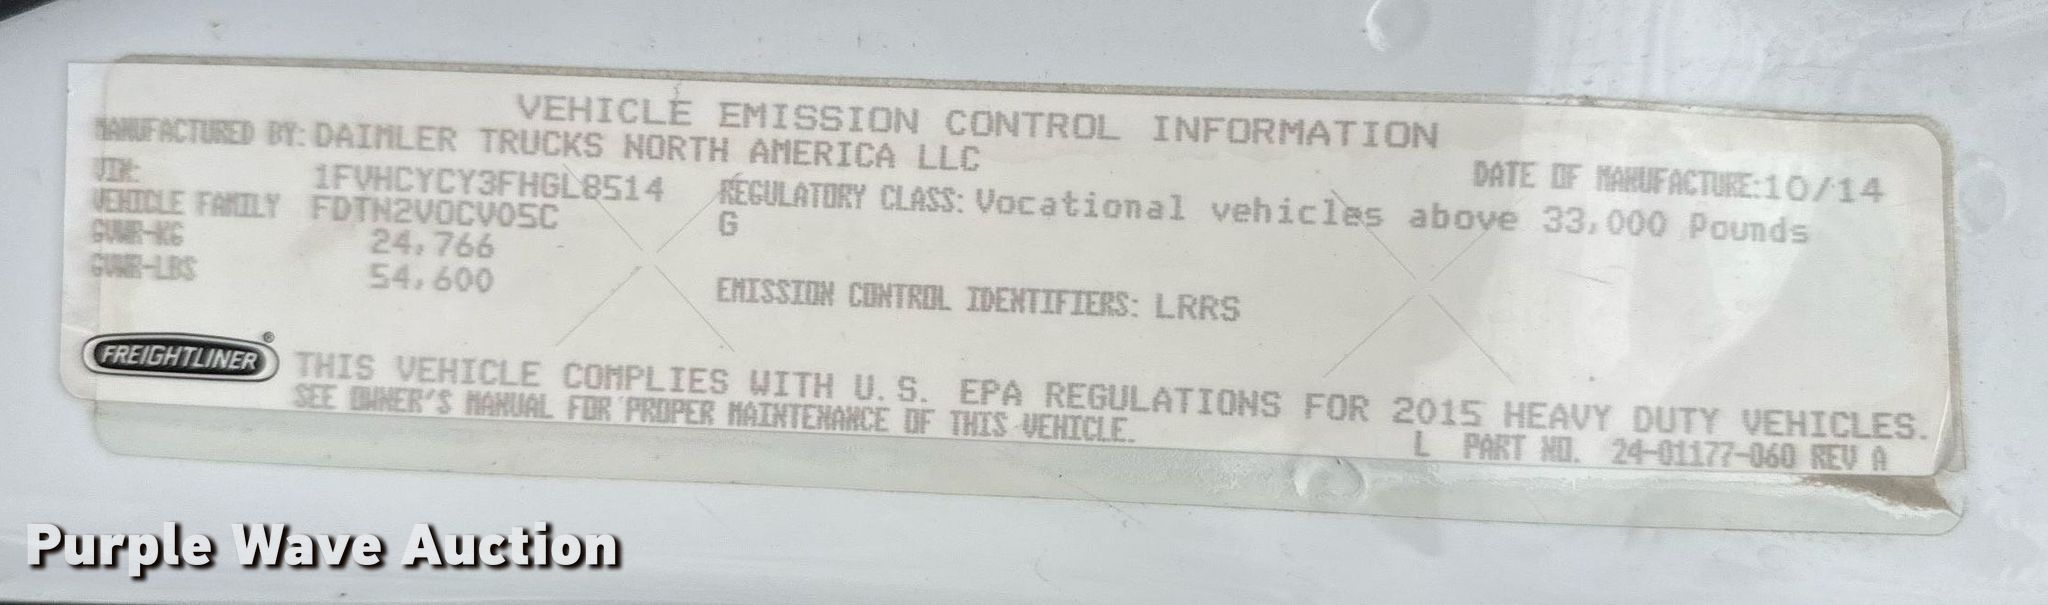 VEHICLE EMISSION CONTROL INFORMATION
MANUFACTURED BY: DAIMLER TRUCKS NORTH AMERICA LLC
DATE OF MANUFACTURE: 10/14
VIN: 1FVHCYCY3FHGL8514
REGULATORY CLASS: Vocational vehicles above 33,000 Pounds
VEHICLE FAMILY FDTN2VOCV05C
G
GVWR-KG 24,766
GVWR-LBS 54,600
EMISSION CONTROL IDENTIFIERS: LRRS
FREIGHTLINER®
THIS VEHICLE COMPLIES WITH U.S. EPA REGULATIONS FOR 2015 HEAVY DUTY VEHICLES.
SEE OWNER'S MANUAL FOR PROPER MAINTENANCE OF THIS VEHICLE.
L PART NO. 24-01177-060 REV A
Purple Wave Auction